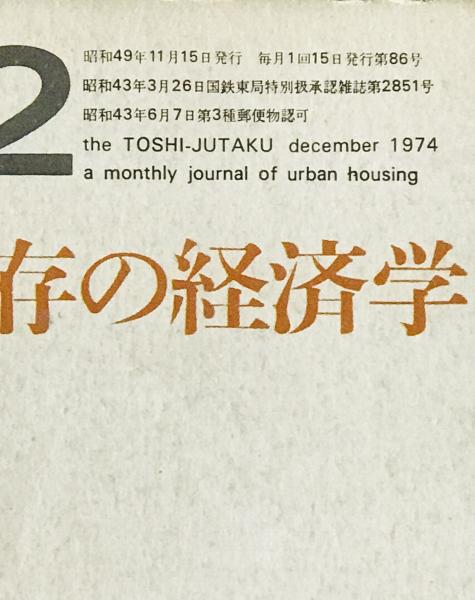 2
昭和49年11月15日発行 毎月1回15日発行第86号
昭和43年3月26日国鉄東局特別扱承認雑誌第2851号
昭和43年6月7日第3種郵便物認可
the TOSHI-JUTAKU december 1974
a monthly journal of urban housing
存の経済学